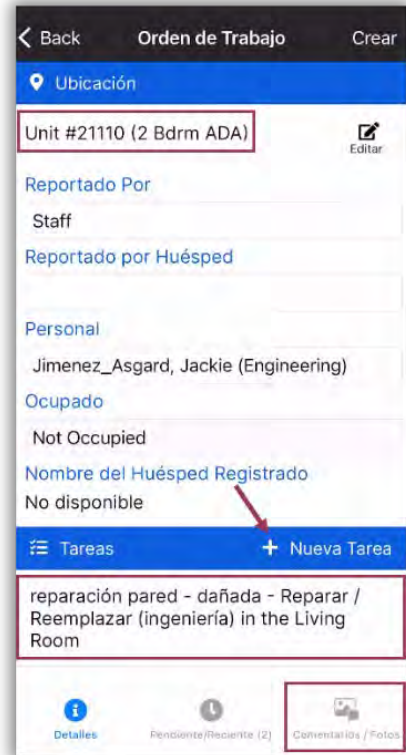 Back Orden de Trabajo Crear
Ubicación
Unit #21110 (2 Bdrm ADA)
Editar
Reportado Por
Staff
Reportado por Huésped
Personal
Jimenez_Asgard, Jackie (Engineering)
Ocupado
Not Occupied
Nombre del Huésped Registrado
No disponible
Tareas + Nueva Tarea
reparación pared - dañada - Reparar /
Reemplazar (ingeniería) in the Living
Room
Detalles Pendiente/Reciente (2) Comentarios / Fotos